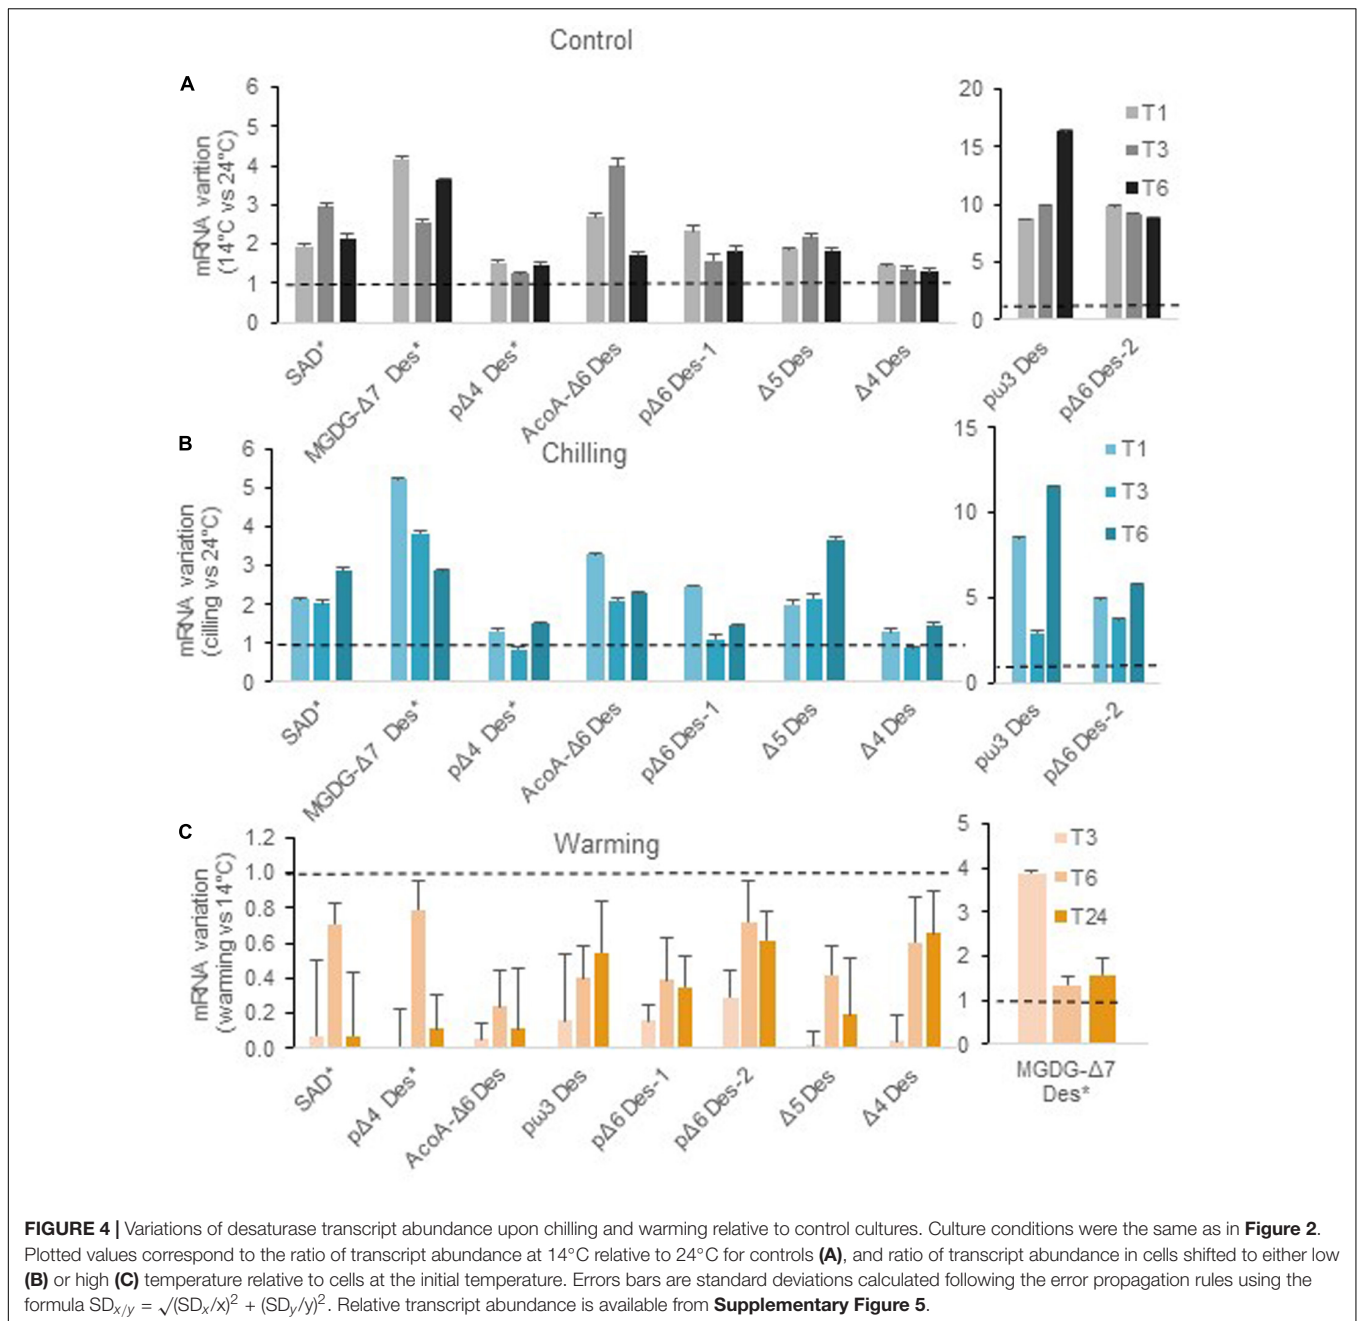 Control
A
mRNA varition
(14°C vs 24°C)
6
5
4
3
2
1
0
SAD*
MGDG-Δ7 Des*
pΔ4 Des*
AcoA-Δ6 Des
pΔ6 Des-1
Δ5 Des
Δ4 Des
20
15
10
5
0
T1
T3
T6
pω3 Des
pΔ6 Des-2
B
Chilling
mRNA variation
(cilling vs 24°C)
6
5
4
3
2
1
0
SAD*
MGDG-Δ7 Des*
pΔ4 Des*
AcoA-Δ6 Des
pΔ6 Des-1
Δ5 Des
Δ4 Des
15
10
5
0
T1
T3
T6
pω3 Des
pΔ6 Des-2
C
Warming
mRNA variation
(warming vs 14°C)
1.2
1.0
0.8
0.6
0.4
0.2
0.0
SAD*
pΔ4 Des*
AcoA-Δ6 Des
pω3 Des
pΔ6 Des-1
pΔ6 Des-2
Δ5 Des
Δ4 Des
5
4
3
2
1
0
T3
T6
T24
MGDG-Δ7
Des*
FIGURE 4 | Variations of desaturase transcript abundance upon chilling and warming relative to control cultures. Culture conditions were the same as in Figure 2.
Plotted values correspond to the ratio of transcript abundance at 14°C relative to 24°C for controls (A), and ratio of transcript abundance in cells shifted to either low
(B) or high (C) temperature relative to cells at the initial temperature. Errors bars are standard deviations calculated following the error propagation rules using the
formula SDx/y = √(SDx/x)² + (SDy/y)². Relative transcript abundance is available from Supplementary Figure 5.